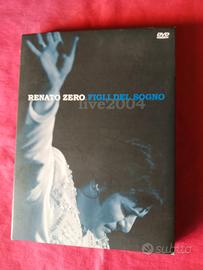 DVD
RENATO ZERO FIGLI DEL SOGNO
live2004
subito